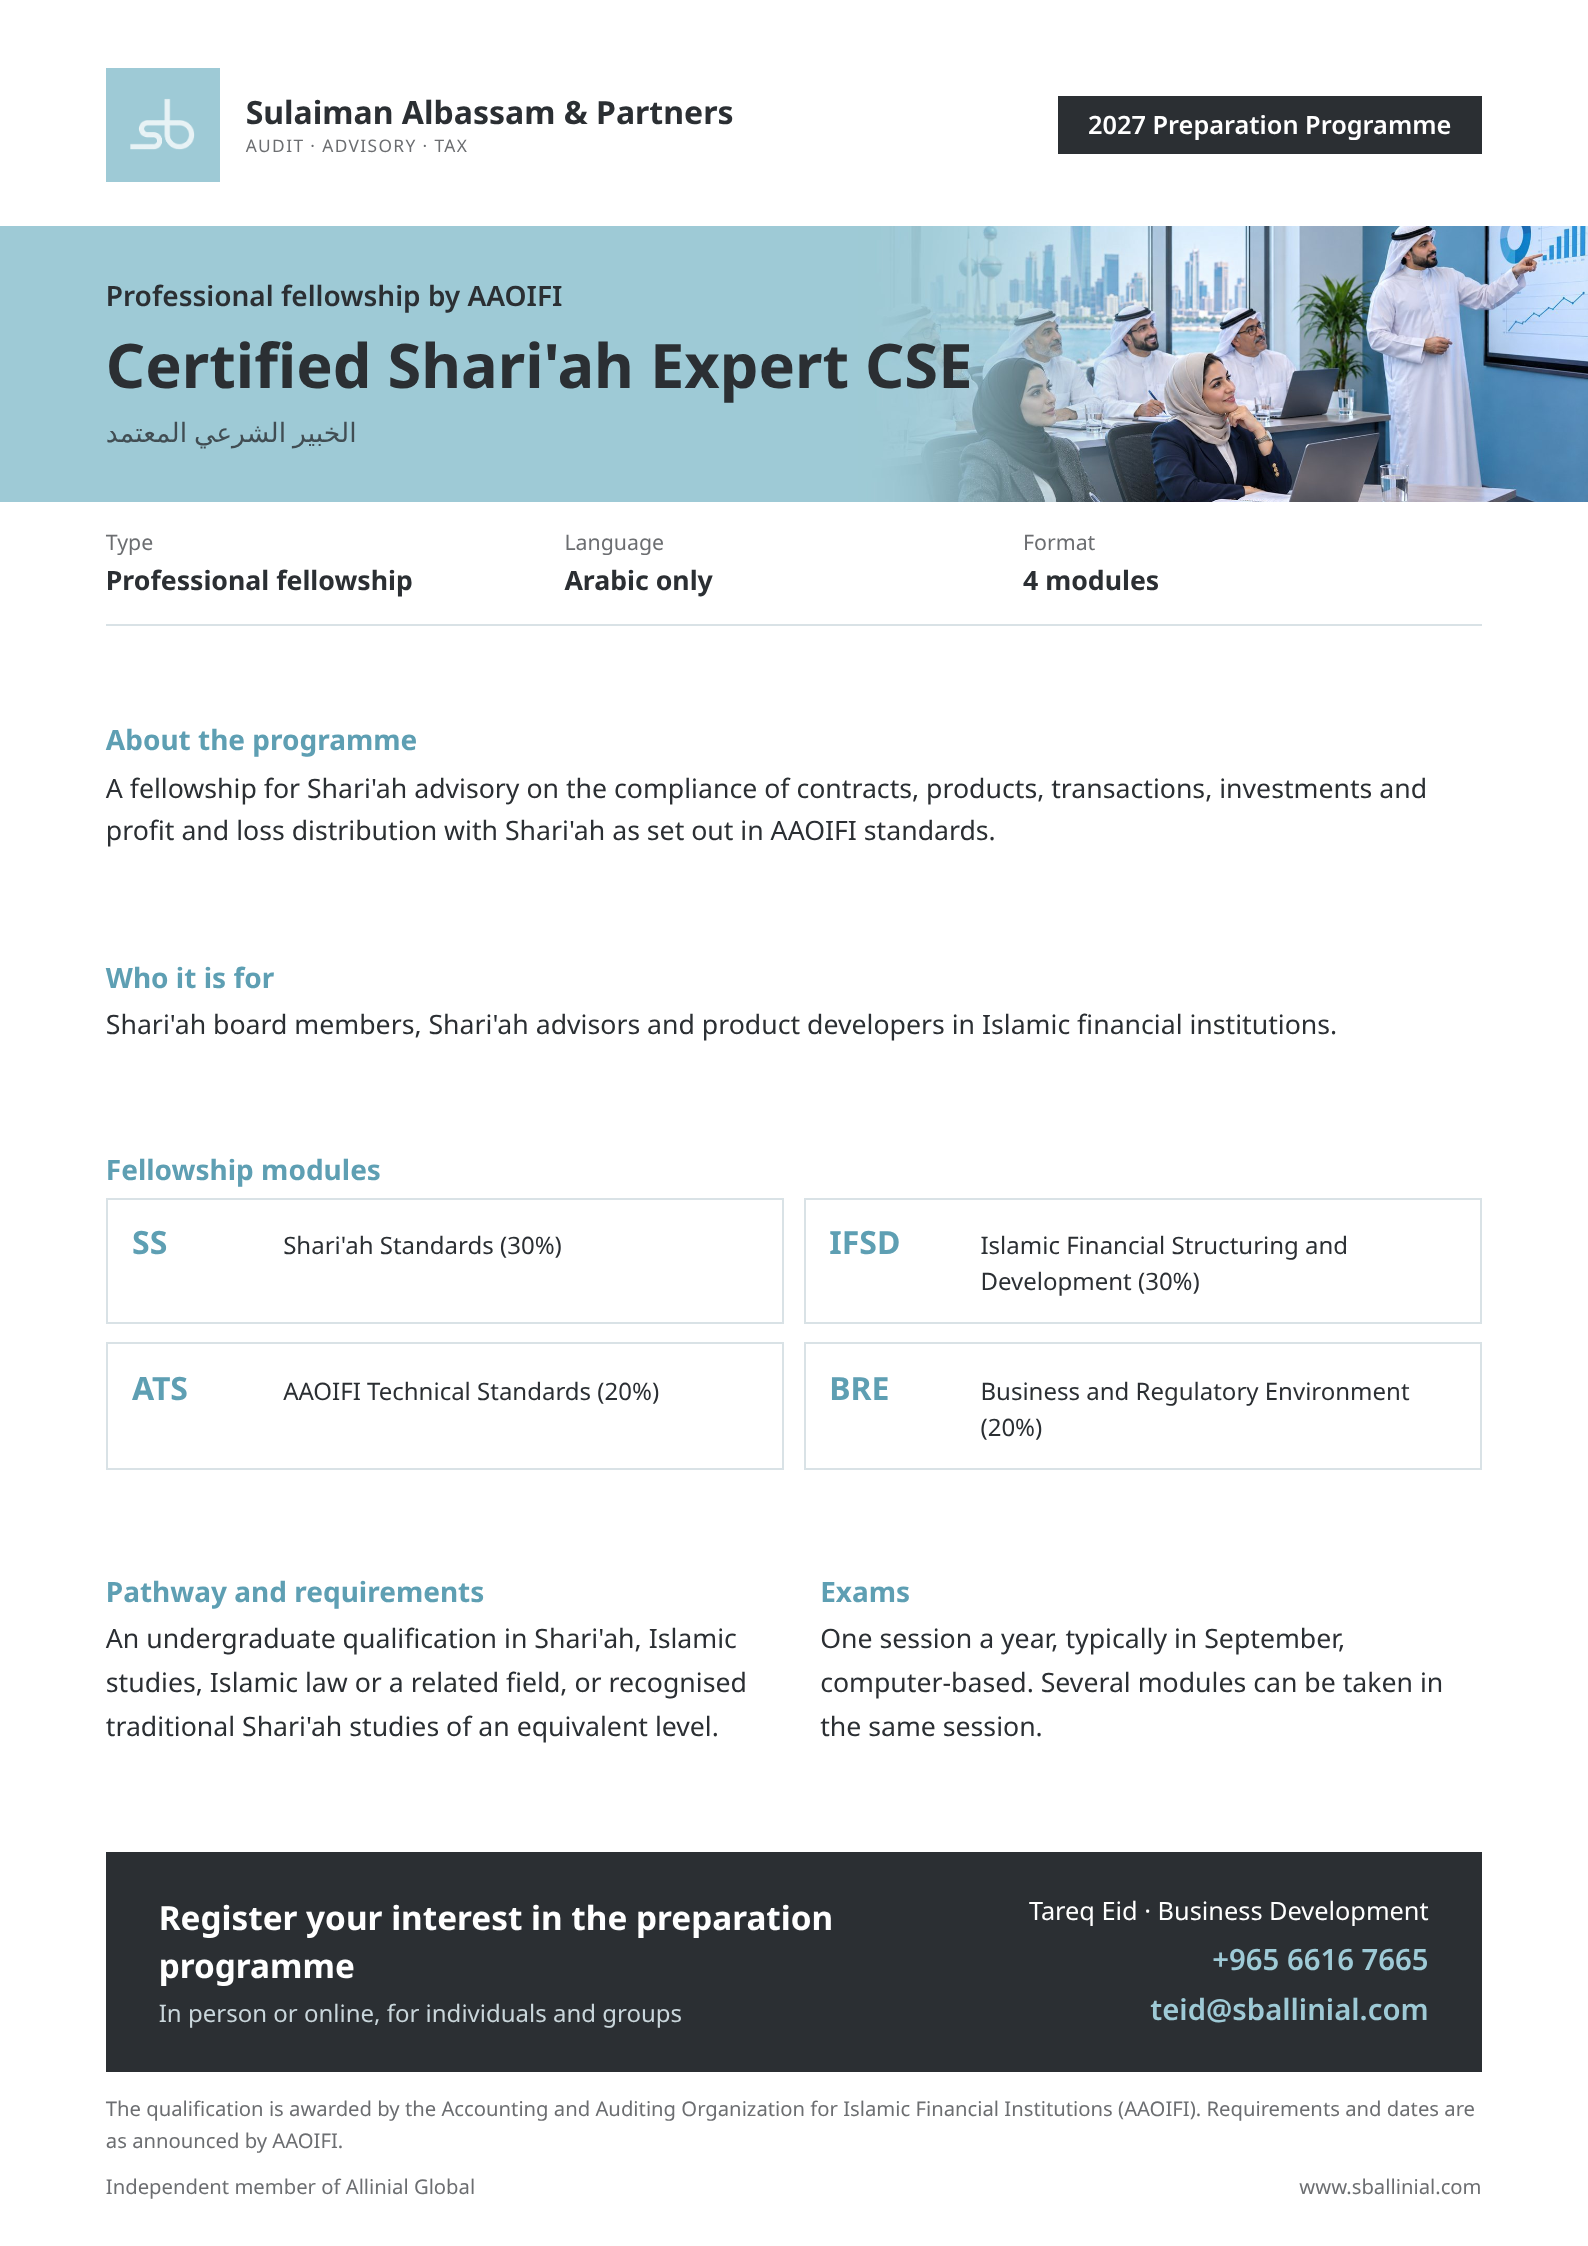 sb
Sulaiman Albassam & Partners
AUDIT · ADVISORY · TAX
2027 Preparation Programme
Professional fellowship by AAOIFI
Certified Shari'ah Expert CSE
الخبير الشرعي المعتمد
Type
Professional fellowship
Language
Arabic only
Format
4 modules
About the programme
A fellowship for Shari'ah advisory on the compliance of contracts, products, transactions, investments and
profit and loss distribution with Shari'ah as set out in AAOIFI standards.
Who it is for
Shari'ah board members, Shari'ah advisors and product developers in Islamic financial institutions.
Fellowship modules
SS
Shari'ah Standards (30%)
IFSD
Islamic Financial Structuring and
Development (30%)
ATS
AAOIFI Technical Standards (20%)
BRE
Business and Regulatory Environment
(20%)
Pathway and requirements
An undergraduate qualification in Shari'ah, Islamic
studies, Islamic law or a related field, or recognised
traditional Shari'ah studies of an equivalent level.
Exams
One session a year, typically in September,
computer-based. Several modules can be taken in
the same session.
Register your interest in the preparation
programme
In person or online, for individuals and groups
Tareq Eid · Business Development
+965 6616 7665
teid@sballinial.com
The qualification is awarded by the Accounting and Auditing Organization for Islamic Financial Institutions (AAOIFI). Requirements and dates are
as announced by AAOIFI.
Independent member of Allinial Global
www.sballinial.com